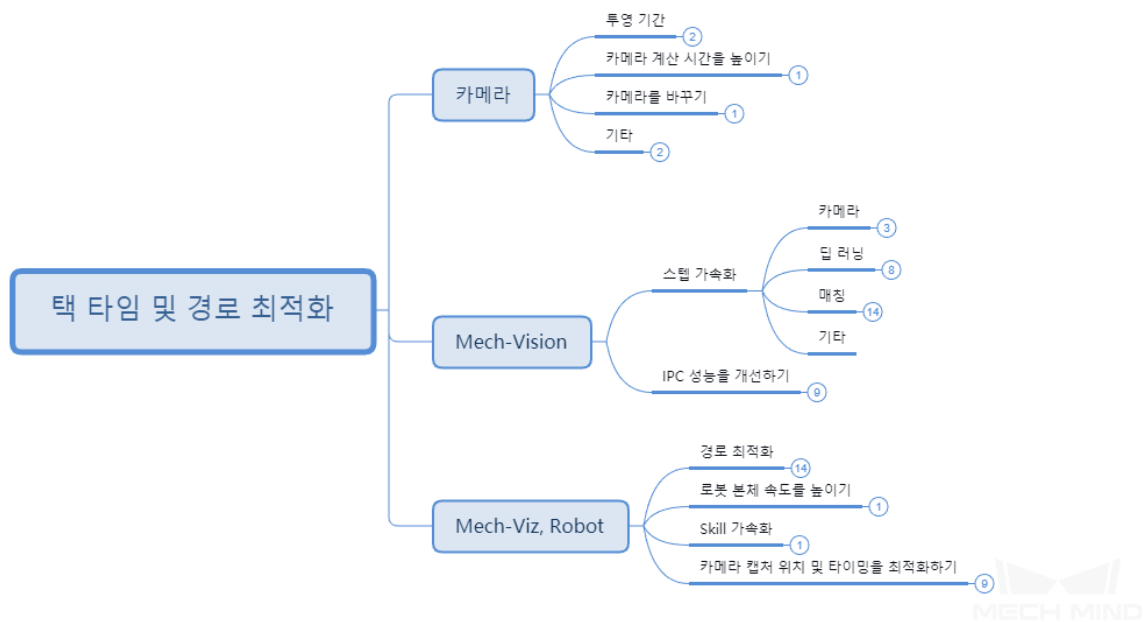 택 타임 및 경로 최적화
카메라
투영 기간
2
카메라 계산 시간을 높이기
1
카메라를 바꾸기
1
기타
2
Mech-Vision
스텝 가속화
카메라
3
딥 러닝
8
매칭
14
기타
IPC 성능을 개선하기
9
Mech-Viz, Robot
경로 최적화
14
로봇 본체 속도를 높이기
1
Skill 가속화
1
카메라 캡처 위치 및 타이밍을 최적화하기
9
MECH MIND